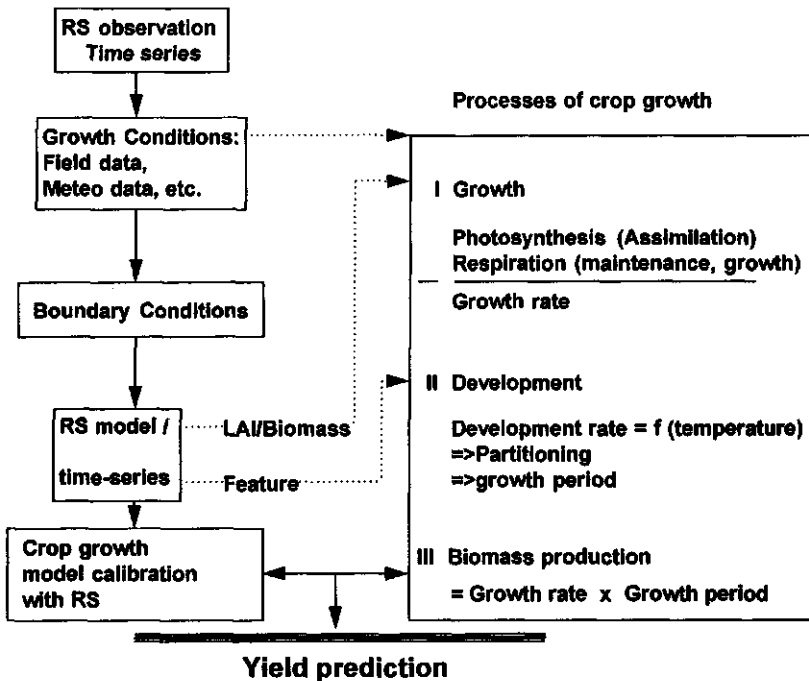 RS observation
Time series
Growth Conditions:
Field data,
Meteo data, etc.
Boundary Conditions
RS model /
time-series
LAI/Biomass
Feature
Crop growth
model calibration
with RS
Processes of crop growth
I Growth
Photosynthesis (Assimilation)
Respiration (maintenance, growth)
Growth rate
II Development
Development rate = f (temperature)
=>Partitioning
=>growth period
III Biomass production
= Growth rate x Growth period
Yield prediction